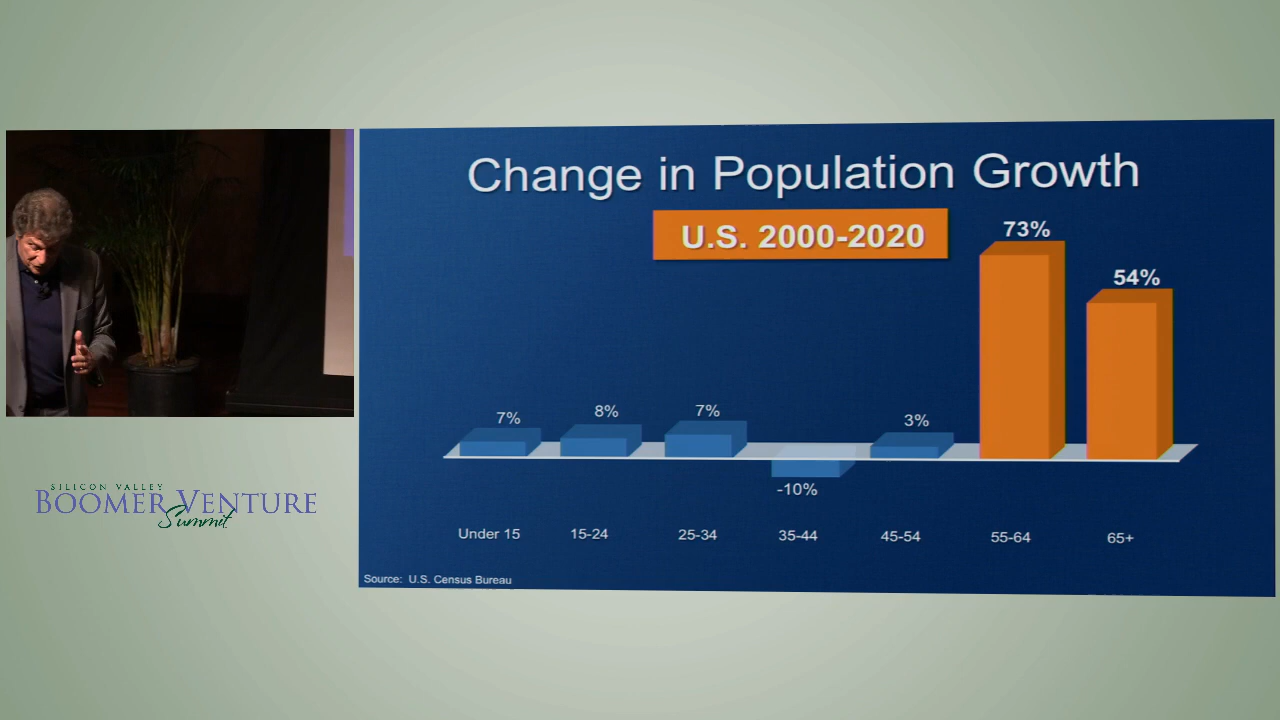 Change in Population Growth
U.S. 2000-2020
73%
54%
7%
8%
7%
3%
-10%
Under 15
15-24
25-34
35-44
45-54
55-64
65+
Source: U.S. Census Bureau
SILICON VALLEY
BOOMER VENTURE
Summit